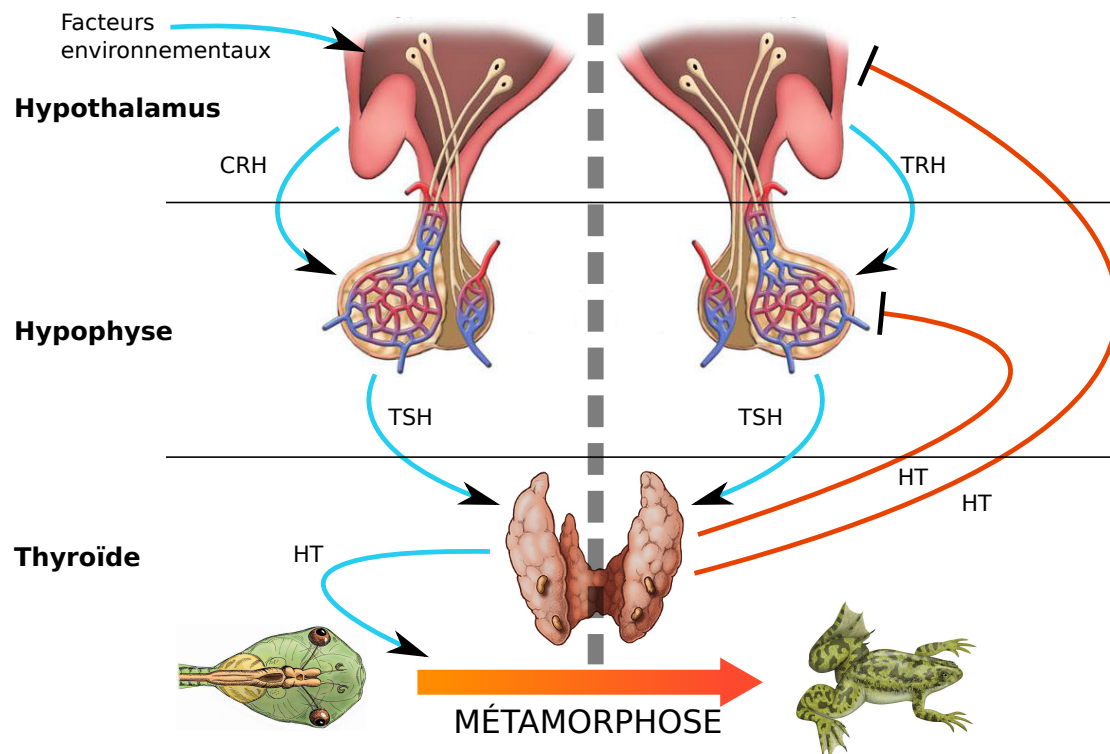 Facteurs
environnementaux
Hypothalamus
CRH
TRH
Hypophyse
TSH
TSH
HT
HT
Thyroïde
HT
MÉTAMORPHOSE